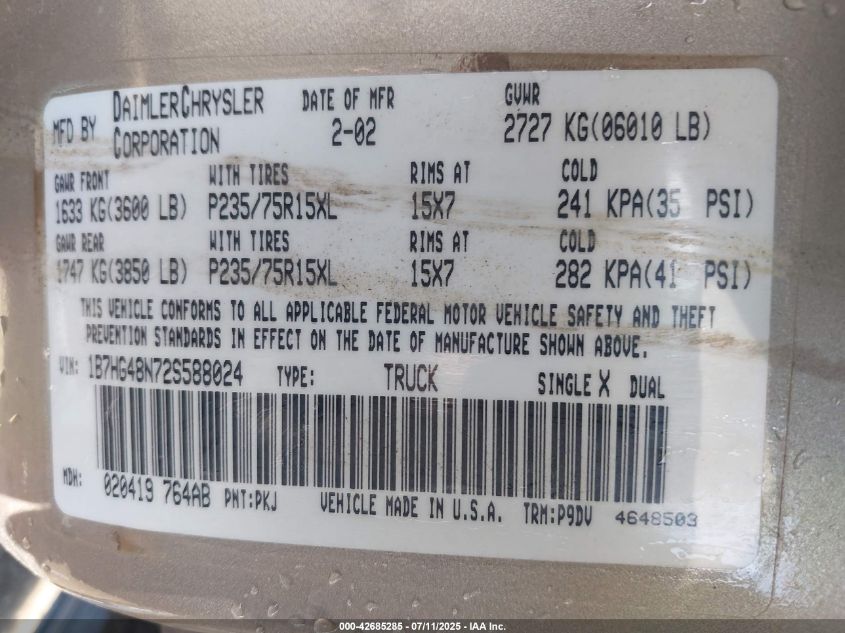 MFD BY DAIMLERCHRYSLER CORPORATION
DATE OF MFR 2-02
GVWR 2727 KG(06010 LB)
GAWR FRONT WITH TIRES RIMS AT COLD
1633 KG(3600 LB) P235/75R15XL 15X7 241 KPA(35 PSI)
GAWR REAR WITH TIRES RIMS AT COLD
1747 KG(3850 LB) P235/75R15XL 15X7 282 KPA(41 PSI)
THIS VEHICLE CONFORMS TO ALL APPLICABLE FEDERAL MOTOR VEHICLE SAFETY AND THEFT
PREVENTION STANDARDS IN EFFECT ON THE DATE OF MANUFACTURE SHOWN ABOVE.
VIN: 1B7HG48N72S588024 TYPE: TRUCK SINGLE X DUAL
MDH: 020419 764AB PNT:PKJ VEHICLE MADE IN U.S.A. TRM:P9DV 4648503
000-42685285 - 07/11/2025 - IAA Inc.